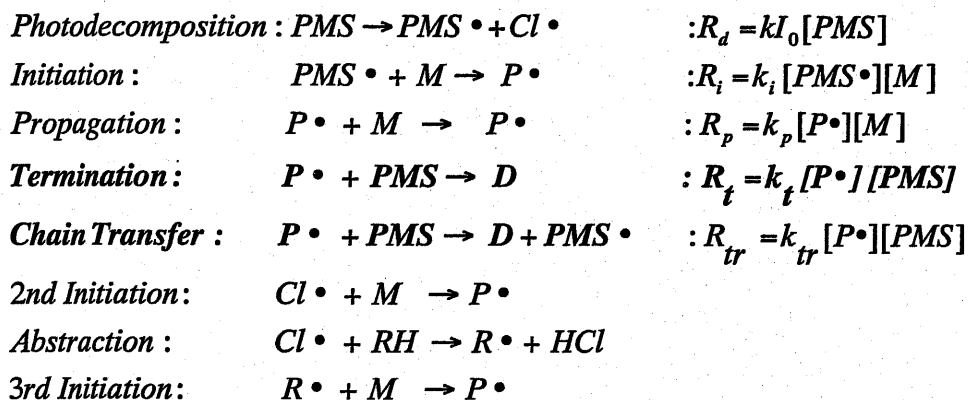 Photodecomposition : PMS → PMS • + Cl • :R_d = kI_0[PMS]
Initiation : PMS • + M → P • :R_i = k_i [PMS•][M]
Propagation : P • + M → P • : R_p = k_p [P•][M]
Termination : P • + PMS → D : R_t = k_t [P•] [PMS]
Chain Transfer : P • + PMS → D + PMS • : R_tr = k_tr [P•][PMS]
2nd Initiation: Cl • + M → P •
Abstraction : Cl • + RH → R • + HCl
3rd Initiation: R • + M → P •